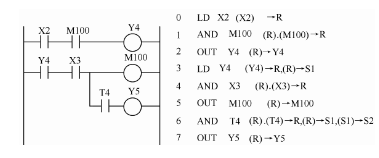 X2 M100 Y4
Y4 X3 M100
T4 Y5
0 LD X2 (X2) →R
1 AND M100 (R).(M100)→R
2 OUT Y4 (R)→Y4
3 LD Y4 (Y4)→R,(R)→S1
4 AND X3 (R).(X3)→R
5 OUT M100 (R)→M100
6 AND T4 (R).(T4)→R,(R)→S1,(S1)→S2
7 OUT Y5 (R)→Y5